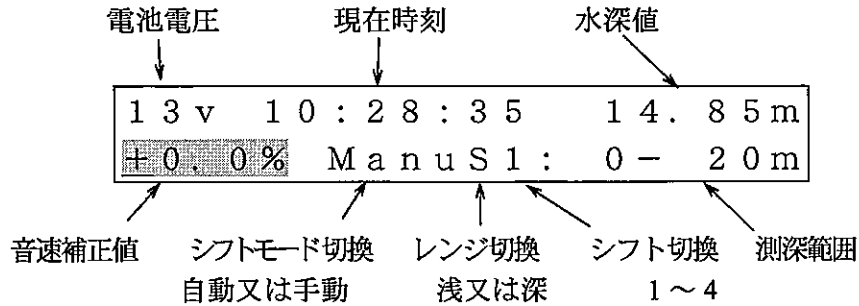 電池電圧 現在時刻 水深値
13v 10:28:35 14.85m
+0.0% ManuS1: 0- 20m
音速補正値 シフトモード切換 レンジ切換 シフト切換 測深範囲
自動又は手動 浅又は深 1~4